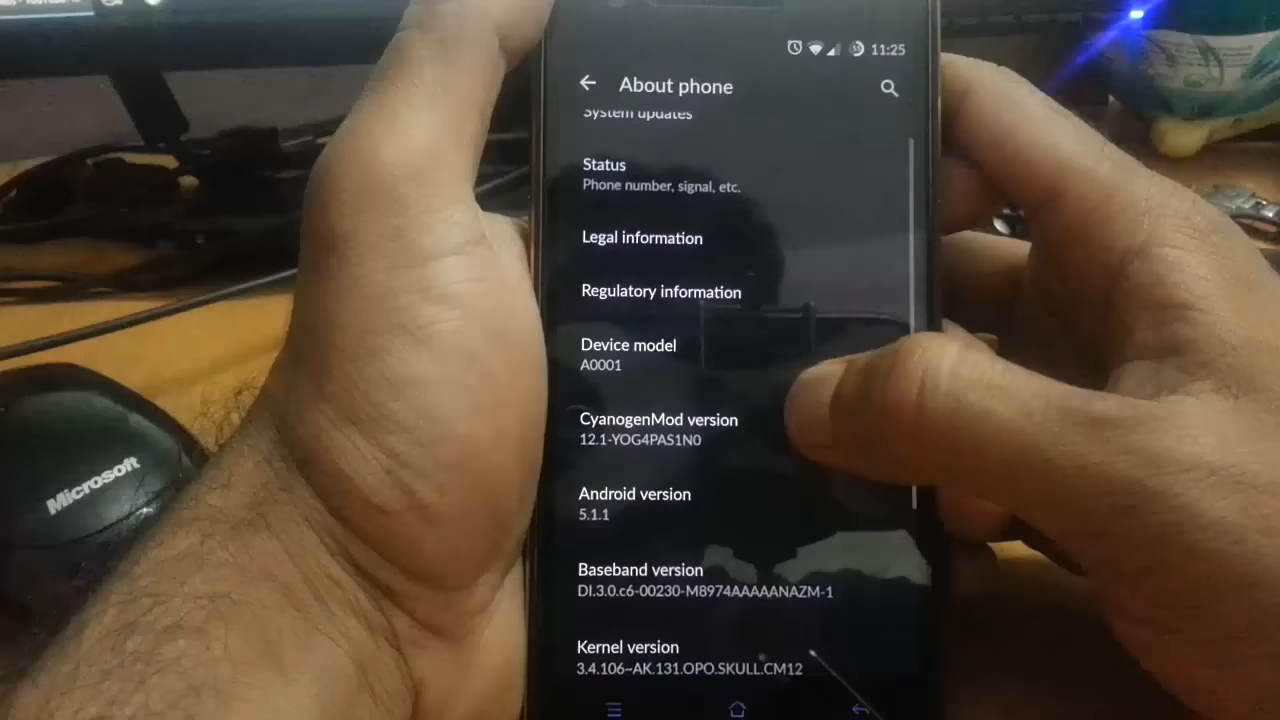 11:25
About phone
System updates
Status
Phone number, signal, etc.
Legal information
Regulatory information
Device model
A0001
CyanogenMod version
12.1-YOG4PAS1N0
Android version
5.1.1
Baseband version
DI.3.0.c6-00230-M8974AAAAANAZM-1
Kernel version
3.4.106~AK.131.OPO.SKULL.CM12
Microsoft